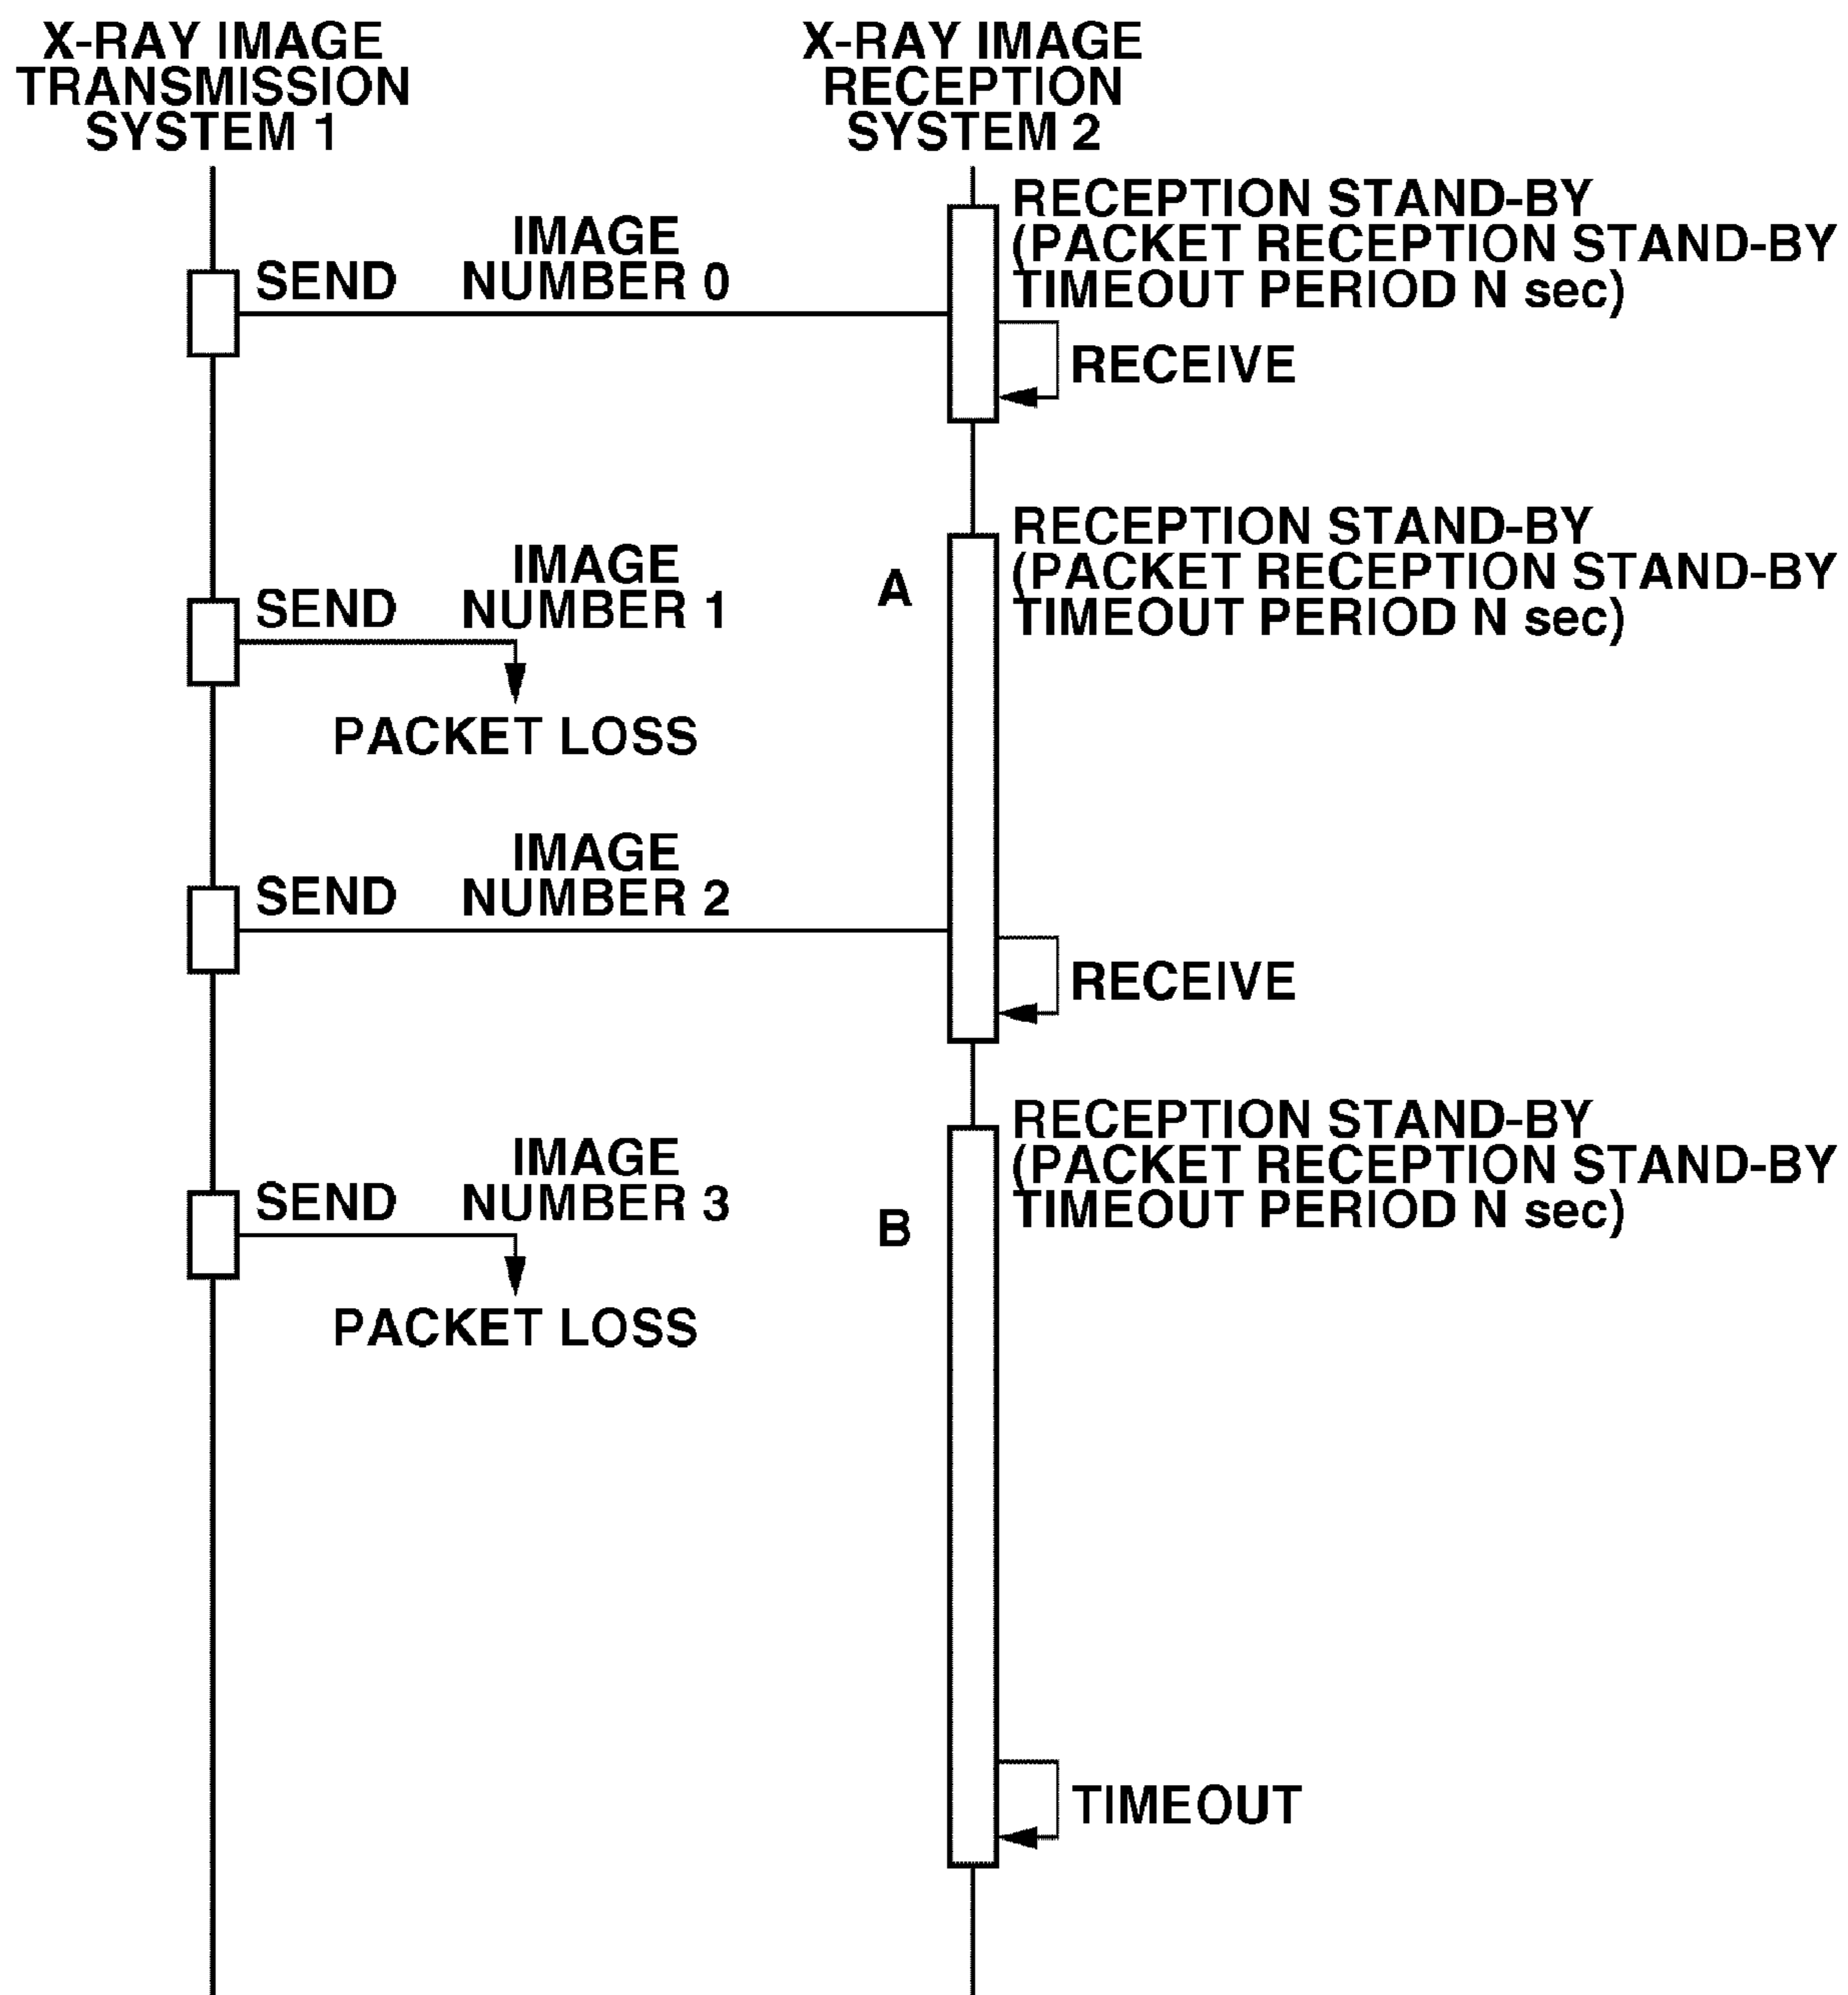 X-RAY IMAGE
TRANSMISSION
SYSTEM 1
X-RAY IMAGE
RECEPTION
SYSTEM 2
RECEPTION STAND-BY
(PACKET RECEPTION STAND-BY
TIMEOUT PERIOD N sec)
SEND
IMAGE
NUMBER 0
RECEIVE
RECEPTION STAND-BY
(PACKET RECEPTION STAND-BY
TIMEOUT PERIOD N sec)
A
SEND
IMAGE
NUMBER 1
PACKET LOSS
SEND
IMAGE
NUMBER 2
RECEIVE
RECEPTION STAND-BY
(PACKET RECEPTION STAND-BY
TIMEOUT PERIOD N sec)
B
SEND
IMAGE
NUMBER 3
PACKET LOSS
TIMEOUT